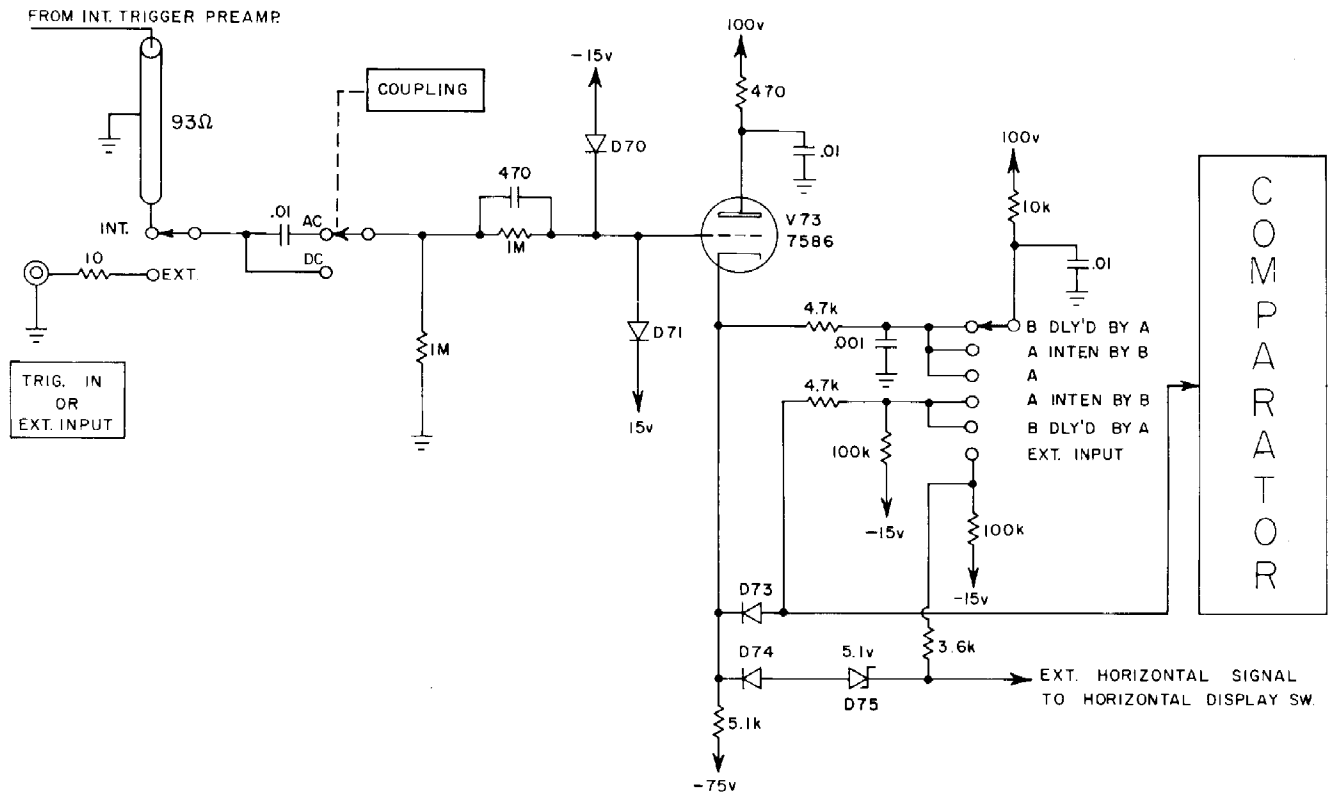 FROM INT. TRIGGER PREAMP.
93Ω
COUPLING
-15v
100v
470
.01
D70
470
1M
INT.
.01
AC
DC
V73
7586
100v
10k
.01
10
EXT.
TRIG. IN
OR
EXT. INPUT
1M
D71
15v
4.7k
.001
B DLY'D BY A
A INTEN BY B
A
4.7k
A INTEN BY B
B DLY'D BY A
EXT. INPUT
100k
-15v
100k
-15v
COMPARATOR
D73
D74
5.1v
D75
3.6k
EXT. HORIZONTAL SIGNAL
TO HORIZONTAL DISPLAY SW.
5.1k
-75v